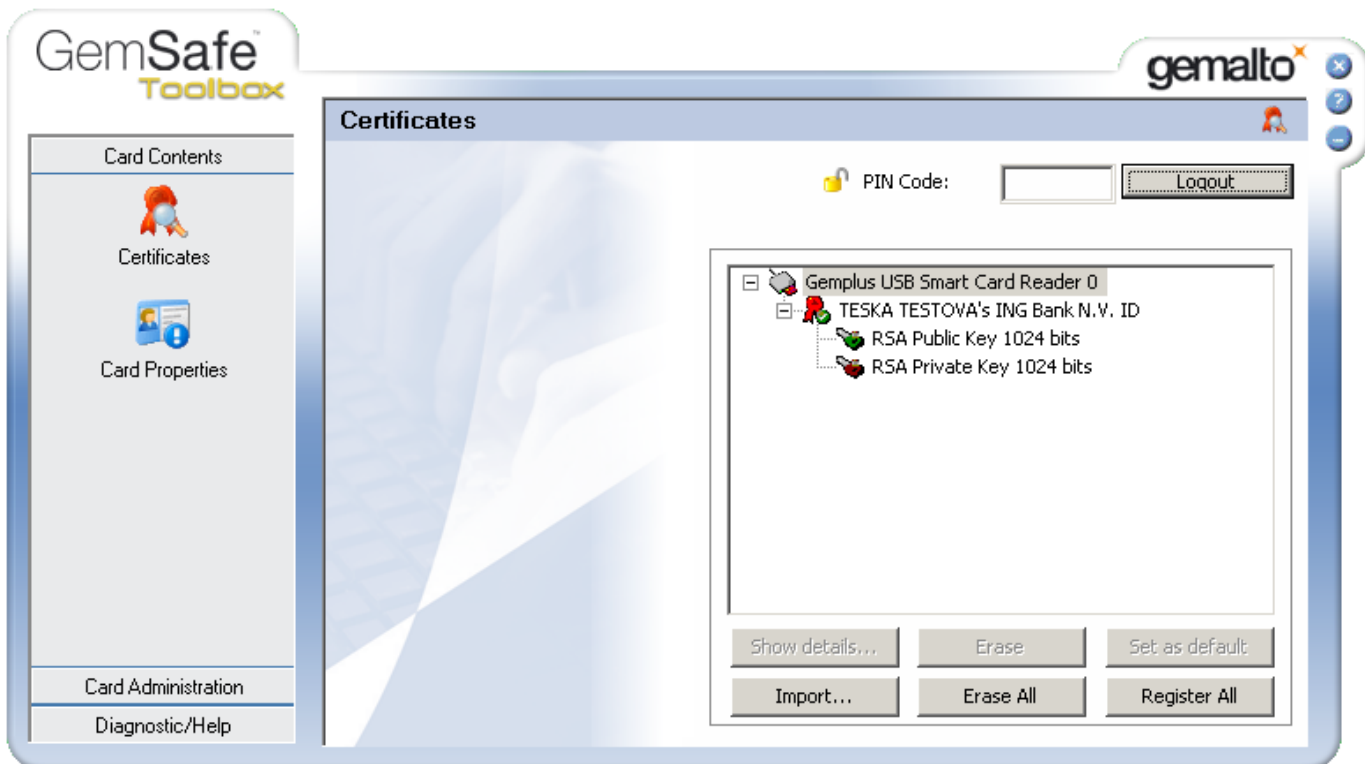 GemSafe™
Toolbox
gemalto
Certificates
Card Contents
Certificates
Card Properties
Card Administration
Diagnostic/Help
PIN Code:
Logout
Gemplus USB Smart Card Reader 0
TESKA TESTOVA's ING Bank N.V. ID
RSA Public Key 1024 bits
RSA Private Key 1024 bits
Show details... Erase Set as default
Import... Erase All Register All